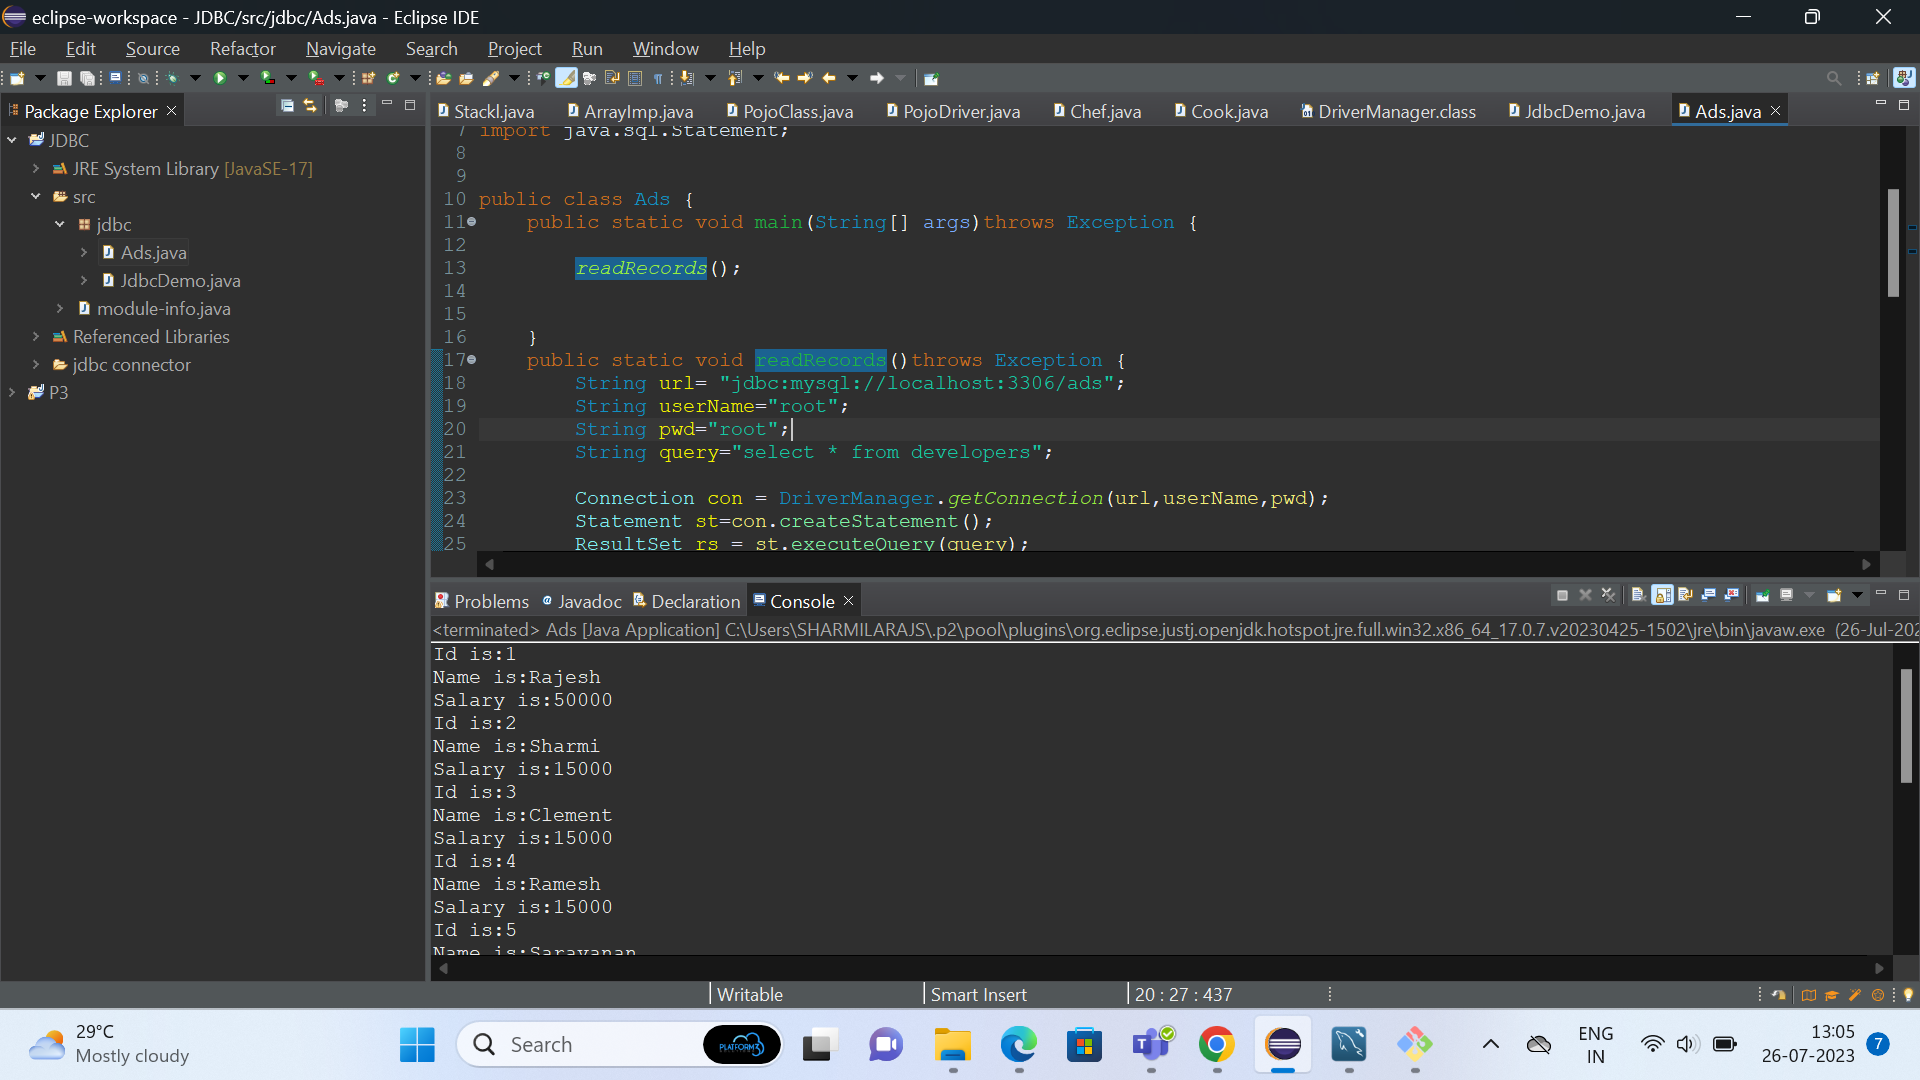 eclipse-workspace - JDBC/src/jdbc/Ads.java - Eclipse IDE
File Edit Source Refactor Navigate Search Project Run Window Help
Package Explorer
JDBC
JRE System Library [JavaSE-17]
src
jdbc
Ads.java
JdbcDemo.java
module-info.java
Referenced Libraries
jdbc connector
P3
Stackl.java ArrayImp.java PojoClass.java PojoDriver.java Chef.java Cook.java DriverManager.class JdbcDemo.java Ads.java
7 import java.sql.Statement;
8
9
10 public class Ads {
11 public static void main(String[] args)throws Exception {
12
13 readRecords();
14
15
16 }
17 public static void readRecords()throws Exception {
18 String url= "jdbc:mysql://localhost:3306/ads";
19 String userName="root";
20 String pwd="root";
21 String query="select * from developers";
22
23 Connection con = DriverManager.getConnection(url,userName,pwd);
24 Statement st=con.createStatement();
25 ResultSet rs = st.executeQuery(query);
Problems @ Javadoc Declaration Console
<terminated> Ads [Java Application] C:\Users\SHARMILARAJS\.p2\pool\plugins\org.eclipse.justj.openjdk.hotspot.jre.full.win32.x86_64_17.0.7.v20230425-1502\jre\bin\javaw.exe (26-Jul-202
Id is:1
Name is:Rajesh
Salary is:50000
Id is:2
Name is:Sharmi
Salary is:15000
Id is:3
Name is:Clement
Salary is:15000
Id is:4
Name is:Ramesh
Salary is:15000
Id is:5
Name is:Saravanan
Writable Smart Insert 20 : 27 : 437
29°C
Mostly cloudy
Search
PLATFORM3
ENG
IN
13:05
26-07-2023
7